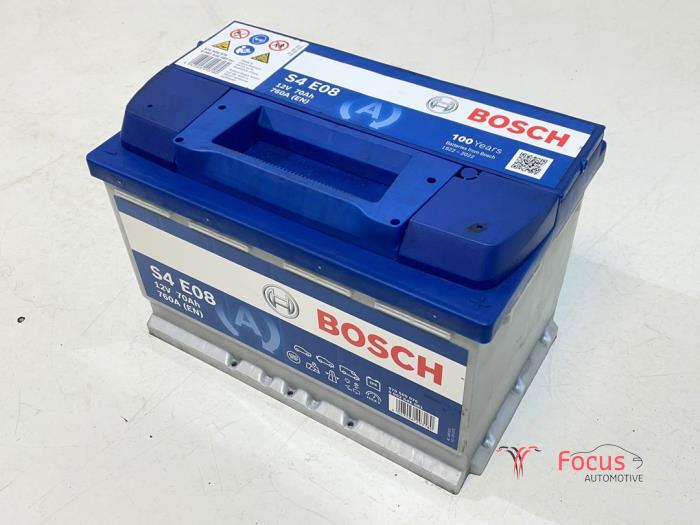 S4 E08
12V 70Ah
760A (EN)
A
BOSCH
100 Years
Batteries from Bosch
1922 - 2022
S4 E08
12V 70Ah
760A (EN)
A
BOSCH
EFB
Focus
AUTOMOTIVE